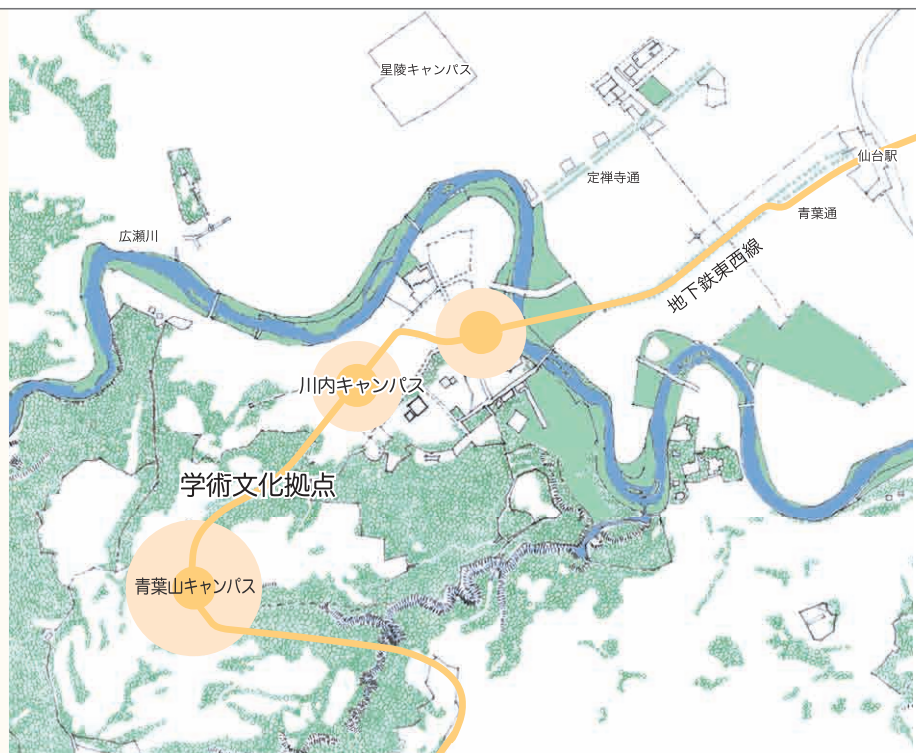 星陵キャンパス
仙台駅
定禅寺通
青葉通
広瀬川
地下鉄東西線
川内キャンパス
学術文化拠点
青葉山キャンパス